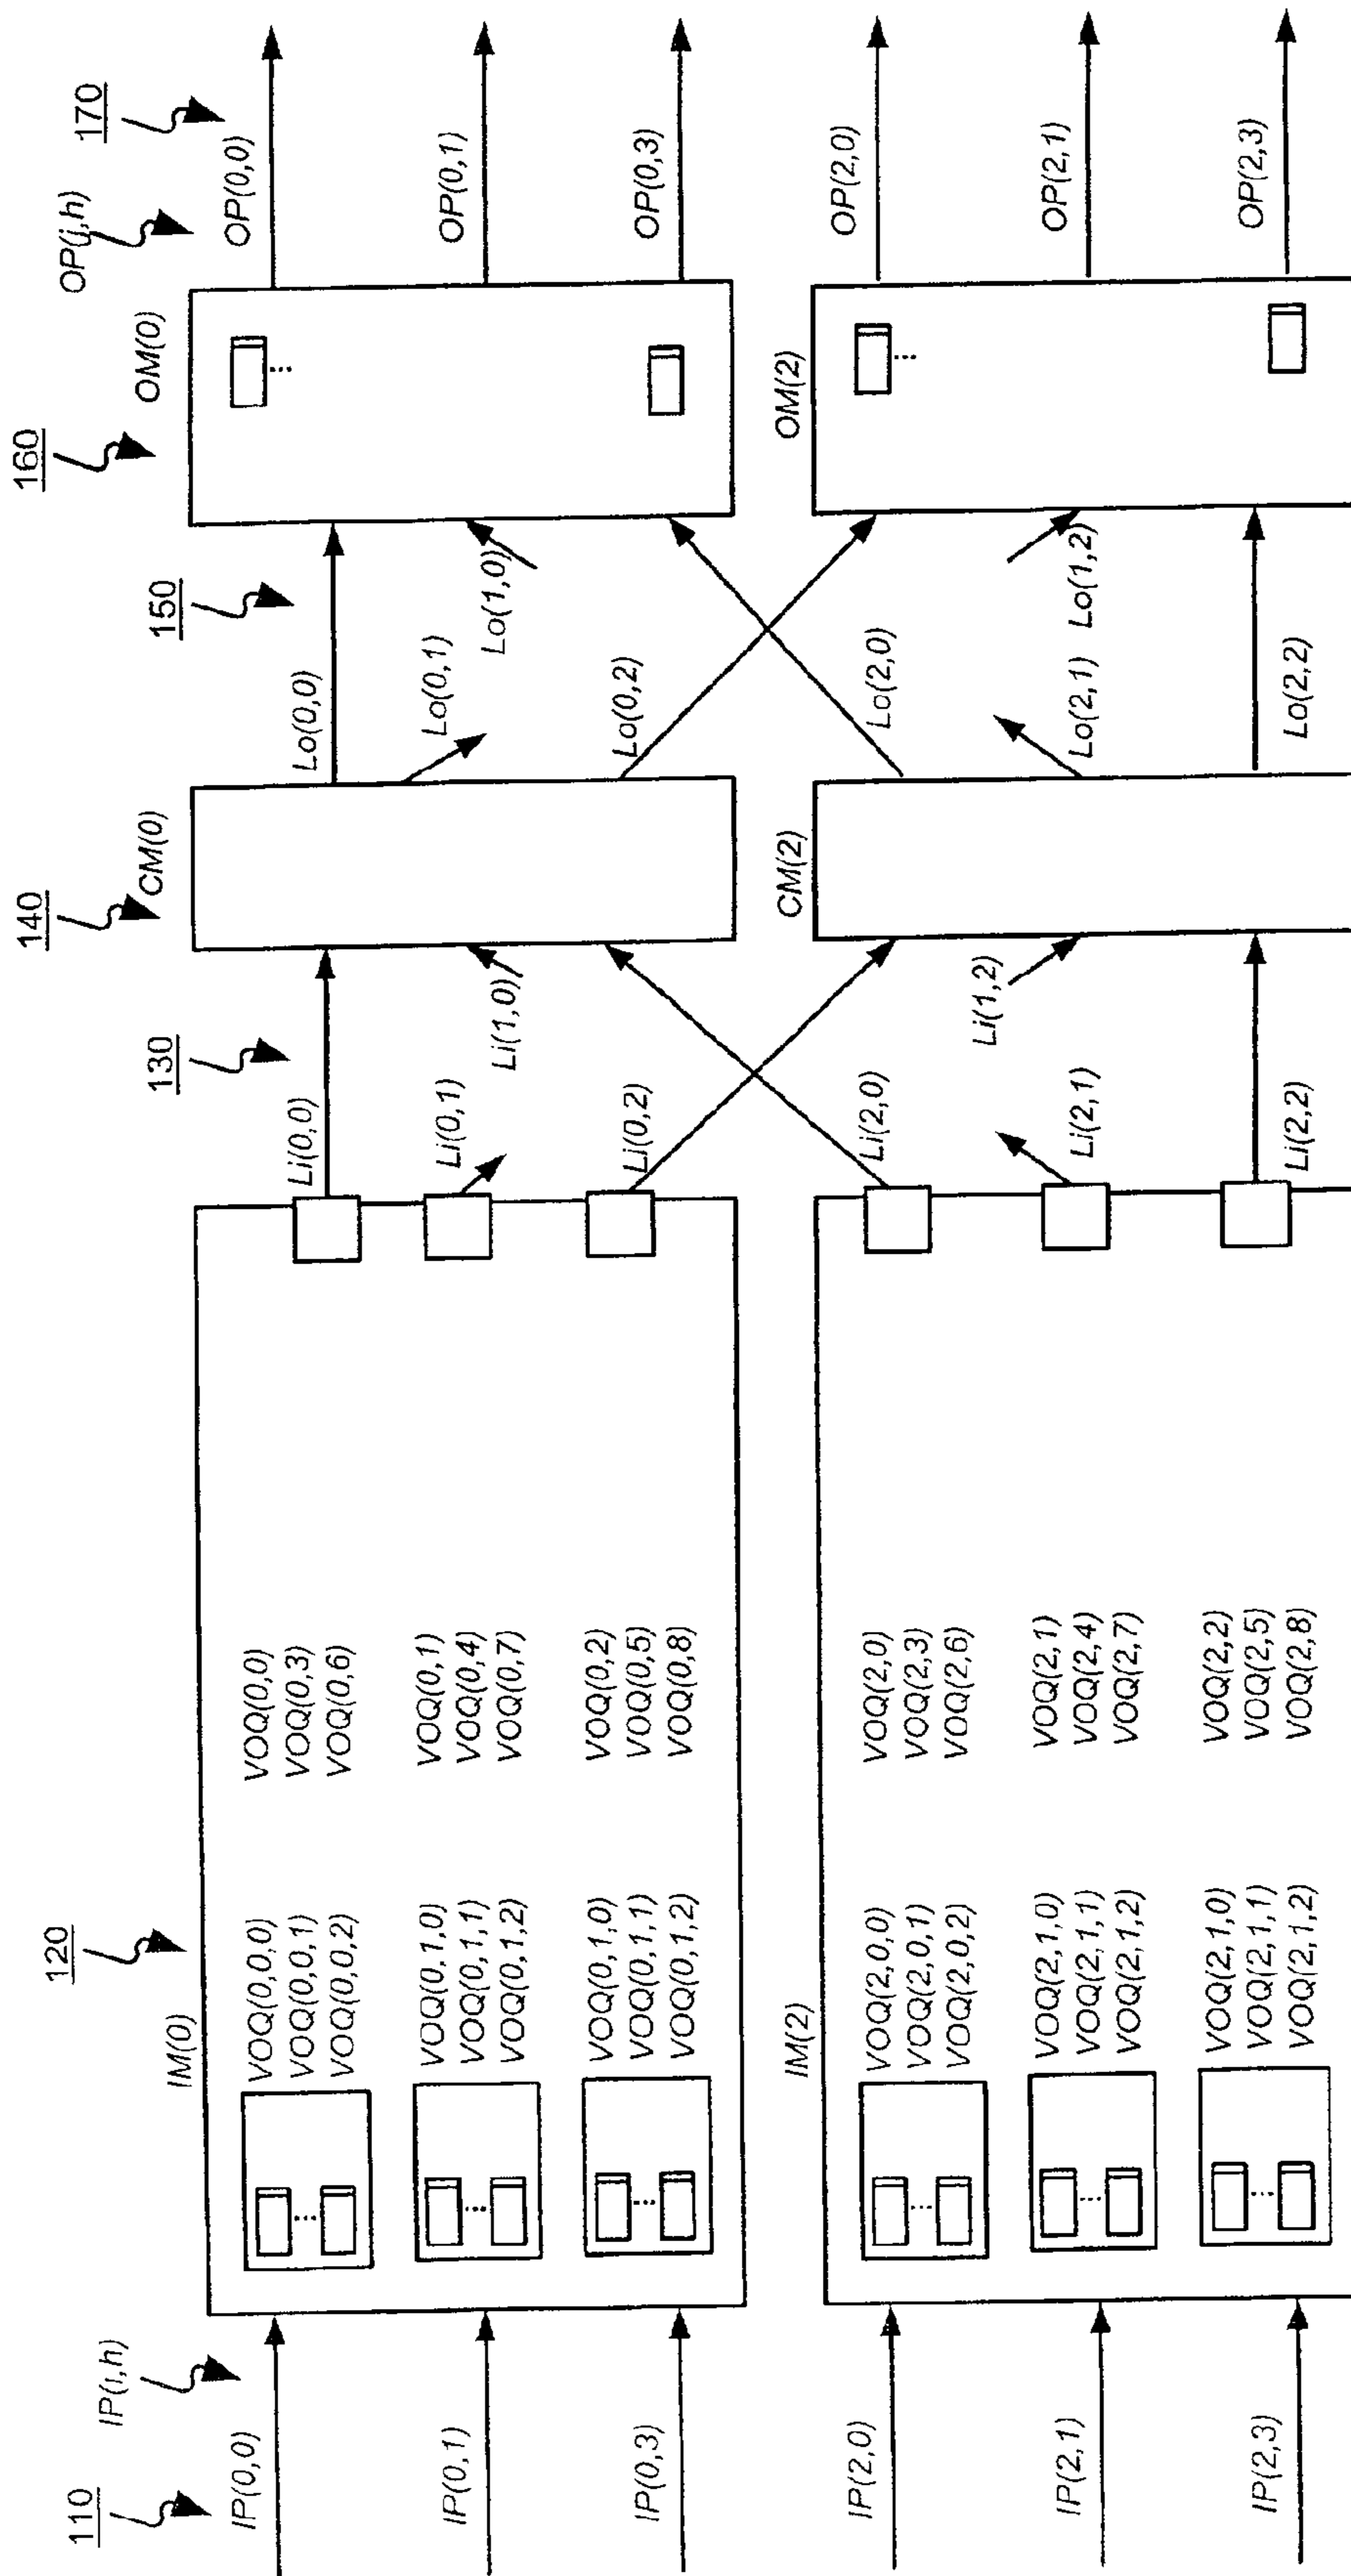 110
IP(i,h)
120
130
140
150
160
OP(j,h)
170
IM(0)
CM(0)
OM(0)
IP(0,0)
VOQ(0,0,0)
VOQ(0,0,1)
VOQ(0,0,2)
VOQ(0,0)
VOQ(0,3)
VOQ(0,6)
Li(0,0)
Lo(0,0)
OP(0,0)
IP(0,1)
VOQ(0,1,0)
VOQ(0,1,1)
VOQ(0,1,2)
VOQ(0,1)
VOQ(0,4)
VOQ(0,7)
Li(0,1)
Li(1,0)
Lo(0,1)
Lo(1,0)
OP(0,1)
IP(0,3)
VOQ(0,1,0)
VOQ(0,1,1)
VOQ(0,1,2)
VOQ(0,2)
VOQ(0,5)
VOQ(0,8)
Li(0,2)
Lo(0,2)
OP(0,3)
IM(2)
CM(2)
OM(2)
IP(2,0)
VOQ(2,0,0)
VOQ(2,0,1)
VOQ(2,0,2)
VOQ(2,0)
VOQ(2,3)
VOQ(2,6)
Li(2,0)
Lo(2,0)
OP(2,0)
IP(2,1)
VOQ(2,1,0)
VOQ(2,1,1)
VOQ(2,1,2)
VOQ(2,1)
VOQ(2,4)
VOQ(2,7)
Li(2,1)
Li(1,2)
Lo(2,1)
Lo(1,2)
OP(2,1)
IP(2,3)
VOQ(2,1,0)
VOQ(2,1,1)
VOQ(2,1,2)
VOQ(2,2)
VOQ(2,5)
VOQ(2,8)
Li(2,2)
Lo(2,2)
OP(2,3)